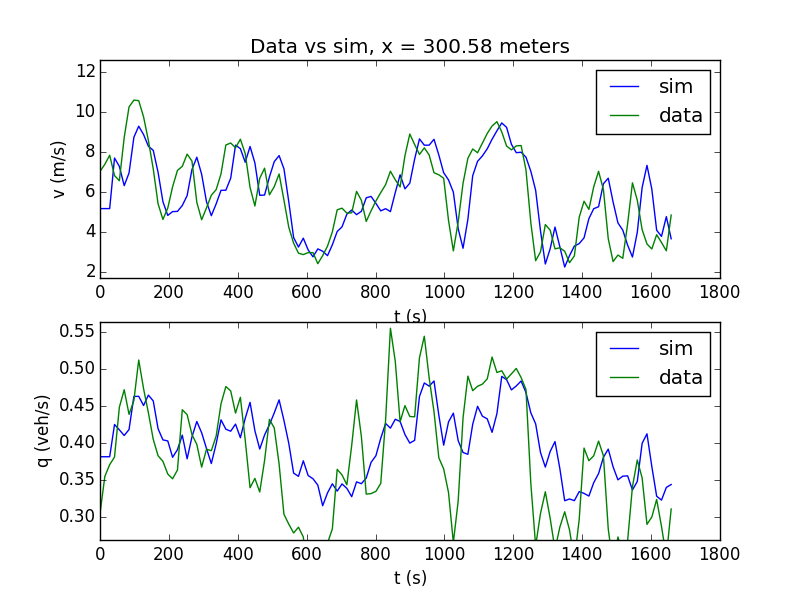 Data vs sim, x = 300.58 meters
12
10
8
6
4
2
v (m/s)
sim
data
0 200 400 600 800 1000 1200 1400 1600 1800
t (s)
0.55
0.50
0.45
0.40
0.35
0.30
q (veh/s)
sim
data
0 200 400 600 800 1000 1200 1400 1600 1800
t (s)